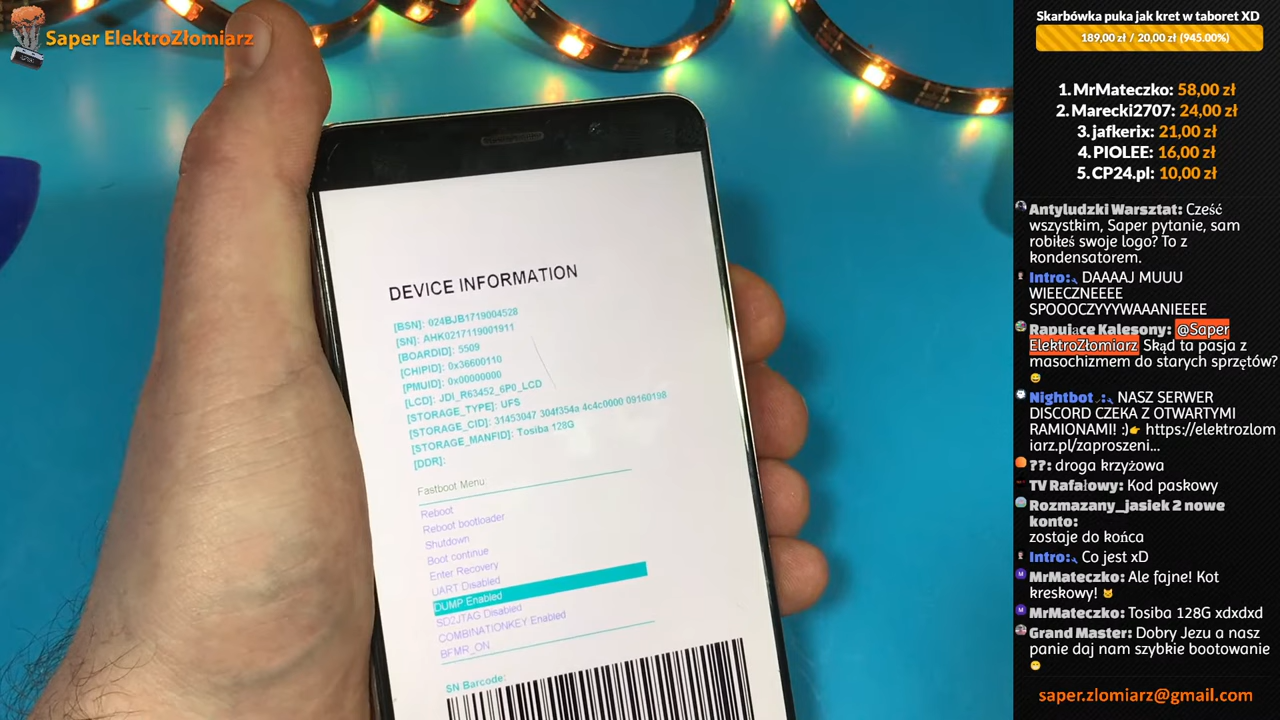 Saper ElektroZłomiarz
DEVICE INFORMATION
[BSN]: 024BJB1719004528
[SN]: AHK0217119001911
[BOARDID]: 5509
[CHIPID]: 0x36600110
[PMUID]: 0x00000000
[LCD]: JDI_R63452_6P0_LCD
[STORAGE_TYPE]: UFS
[STORAGE_CID]: 31453047 304f354a 4c4c0000 09160198
[STORAGE_MANFID]: Tosiba 128G
[DDR]:
Fastboot Menu
Reboot
Reboot bootloader
Shutdown
Boot continue
Enter Recovery
UART Disabled
DUMP Enabled
SD2JTAG Disabled
COMBINATIONKEY Enabled
BFMR_ON
SN Barcode:
Skarbówka puka jak kret w taboret XD
189,00 zł / 20,00 zł (945.00%)
1. MrMateczko: 58,00 zł
2. Marecki2707: 24,00 zł
3. jafkerix: 21,00 zł
4. PIOLEE: 16,00 zł
5. CP24.pl: 10,00 zł
Antyludzki Warsztat: Cześć
wszystkim, Saper pytanie, sam
robiłeś swoje logo? To z
kondensatorem.
Intro: DAAAAJ MUUU
WIEECZNEEEE
SPOOOCZYYYWAAANIEEEE
Rapujące Kalesony: @Saper
ElektroZłomiarz Skąd ta pasja z
masochizmem do starych sprzętów?
😅
Nightbot: NASZ SERWER
DISCORD CZEKA Z OTWARTYMI
RAMIONAMI! :)👉 https://elektrozlom
iarz.pl/zaproszeni...
??: droga krzyżowa
TV Rafałowy: Kod paskowy
Rozmazany_jasiek 2 nowe
konto:
zostaje do końca
Intro: Co jest xD
MrMateczko: Ale fajne! Kot
kreskowy! 🐱
MrMateczko: Tosiba 128G xdxdxd
Grand Master: Dobry Jezu a nasz
panie daj nam szybkie bootowanie
😁
saper.zlomiarz@gmail.com